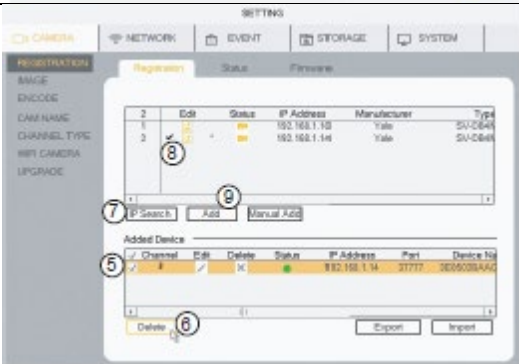 SETTING
CAMERA NETWORK EVENT STORAGE SYSTEM
REGISTRATION
IMAGE
ENCODE
CAM NAME
CHANNEL TYPE
WIFI CAMERA
UPGRADE
Registration Status Firmware
2 Edit Status IP Address Manufacturer Type
1 192.168.1.10 Yale
2 192.168.1.14 Yale
8
9
7 IP Search Add Manual Add
Added Device
Channel Edit Delete Status IP Address Port Device Na
5 192.168.1.14 37777
Delete 6 Export Import